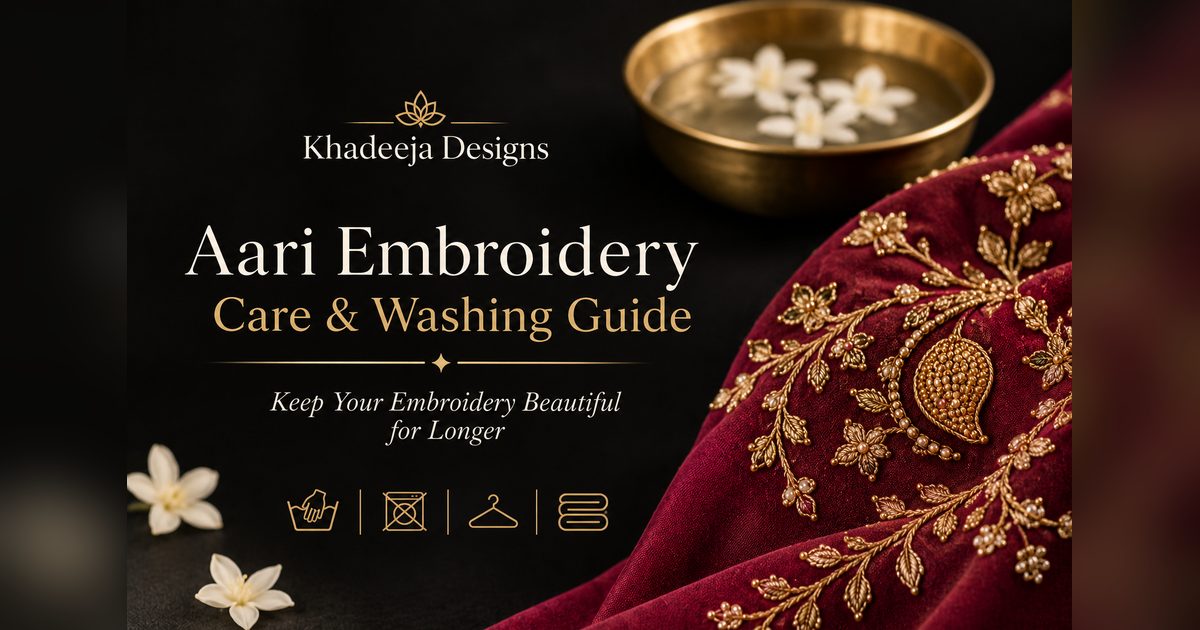 Khadeeja Designs
Aari Embroidery
Care & Washing Guide
Keep Your Embroidery Beautiful
for Longer